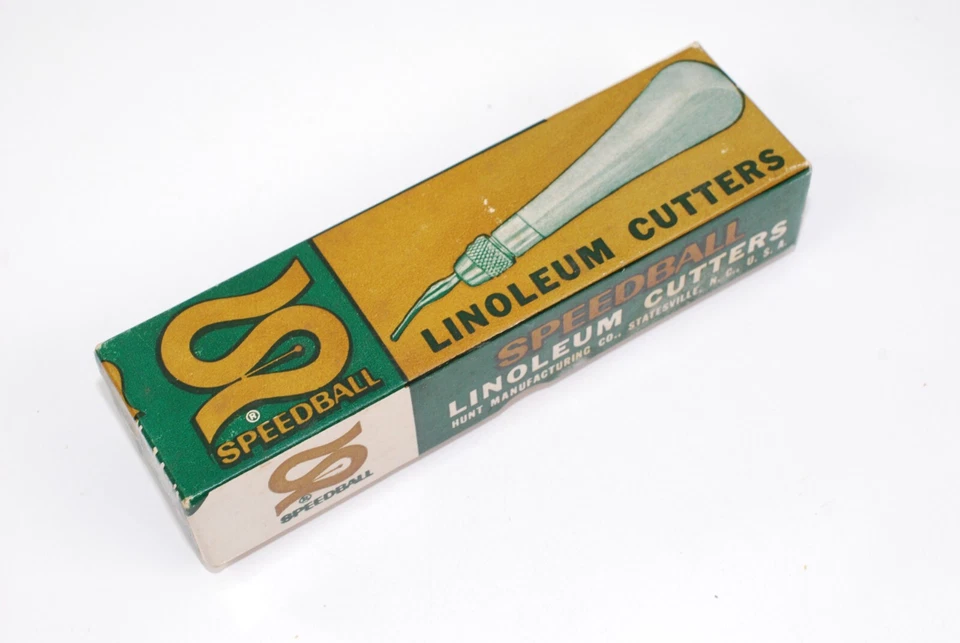 ® SPEEDBALL
LINOLEUM CUTTERS
® SPEEDBALL
SPEEDBALL
LINOLEUM CUTTERS
HUNT MANUFACTURING CO., STATESVILLE, N. C., U. S. A.